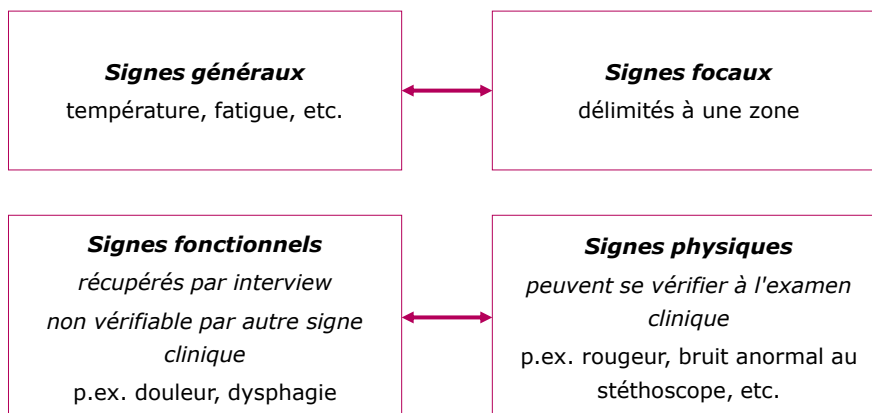 Signes généraux
température, fatigue, etc.
Signes focaux
délimités à une zone
Signes fonctionnels
récupérés par interview
non vérifiable par autre signe
clinique
p.ex. douleur, dysphagie
Signes physiques
peuvent se vérifier à l'examen
clinique
p.ex. rougeur, bruit anormal au
stéthoscope, etc.